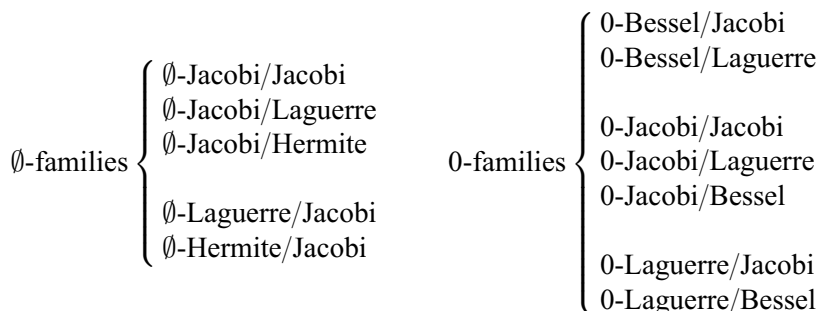 ∅-families
∅-Jacobi/Jacobi
∅-Jacobi/Laguerre
∅-Jacobi/Hermite
∅-Laguerre/Jacobi
∅-Hermite/Jacobi
0-families
0-Bessel/Jacobi
0-Bessel/Laguerre
0-Jacobi/Jacobi
0-Jacobi/Laguerre
0-Jacobi/Bessel
0-Laguerre/Jacobi
0-Laguerre/Bessel